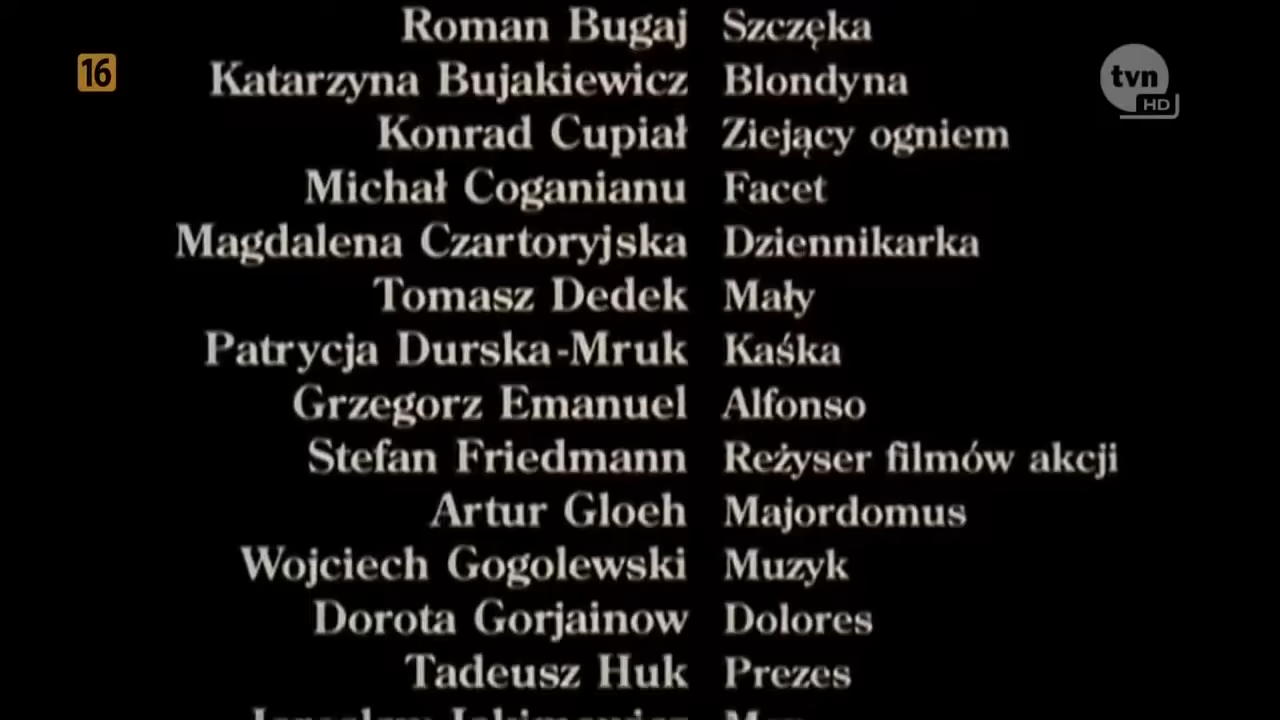 Roman Bugaj Szczęka
16
tvn
HD
Katarzyna Bujakiewicz Blondyna
Konrad Cupiał Ziejący ogniem
Michał Coganianu Facet
Magdalena Czartoryjska Dziennikarka
Tomasz Dedek Mały
Patrycja Durska-Mruk Kaśka
Grzegorz Emanuel Alfonso
Stefan Friedmann Reżyser filmów akcji
Artur Gloeh Majordomus
Wojciech Gogolewski Muzyk
Dorota Gorjainow Dolores
Tadeusz Huk Prezes